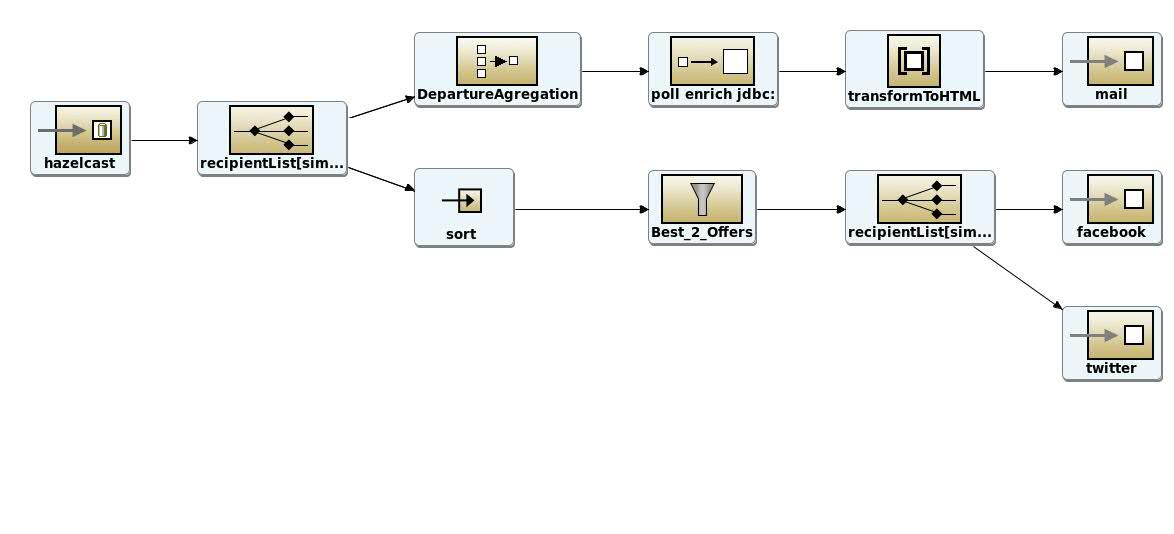 DepartureAgregation
poll enrich jdbc:
transformToHTML
mail
hazelcast
recipientList[sim...
sort
Best_2_Offers
recipientList[sim...
facebook
twitter